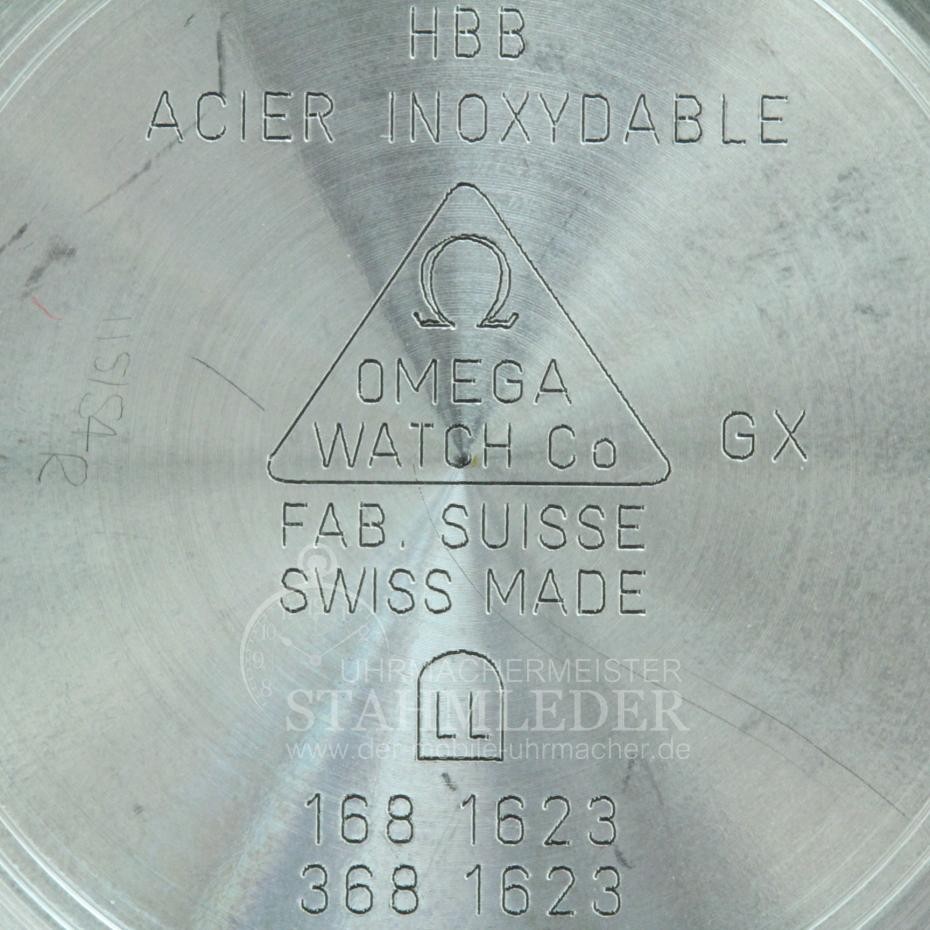 HBB
ACIER INOXYDABLE
Ω
OMEGA
WATCH Co
GX
FAB. SUISSE
SWISS MADE
UHRMACHERMEISTER
STAHMLEDER
LL
www.der-mobile-uhrmacher.de
168 1623
368 1623